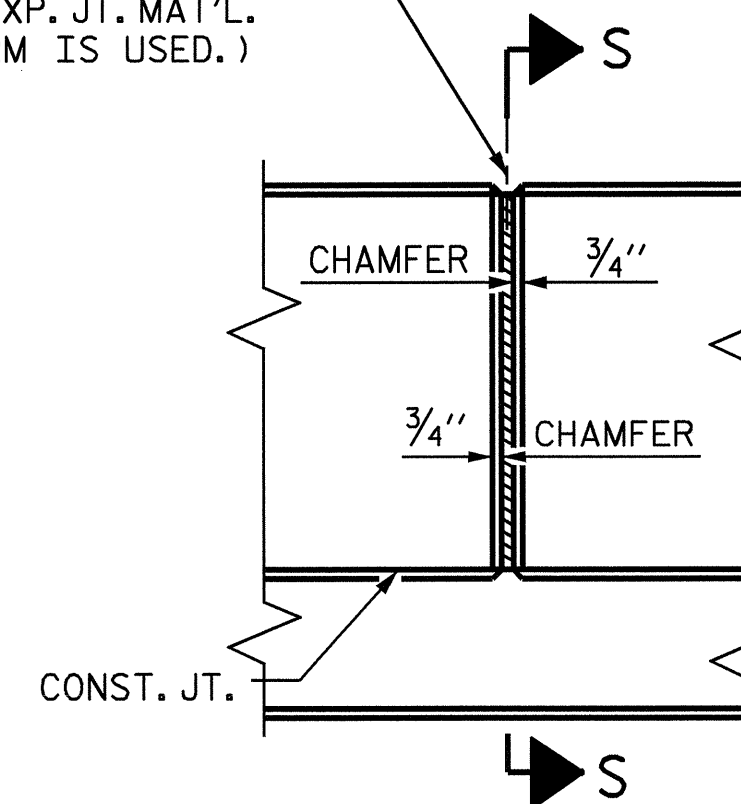 XP. JT. MAT'L.
M IS USED.)
S
CHAMFER 3/4"
3/4" CHAMFER
CONST. JT.
S